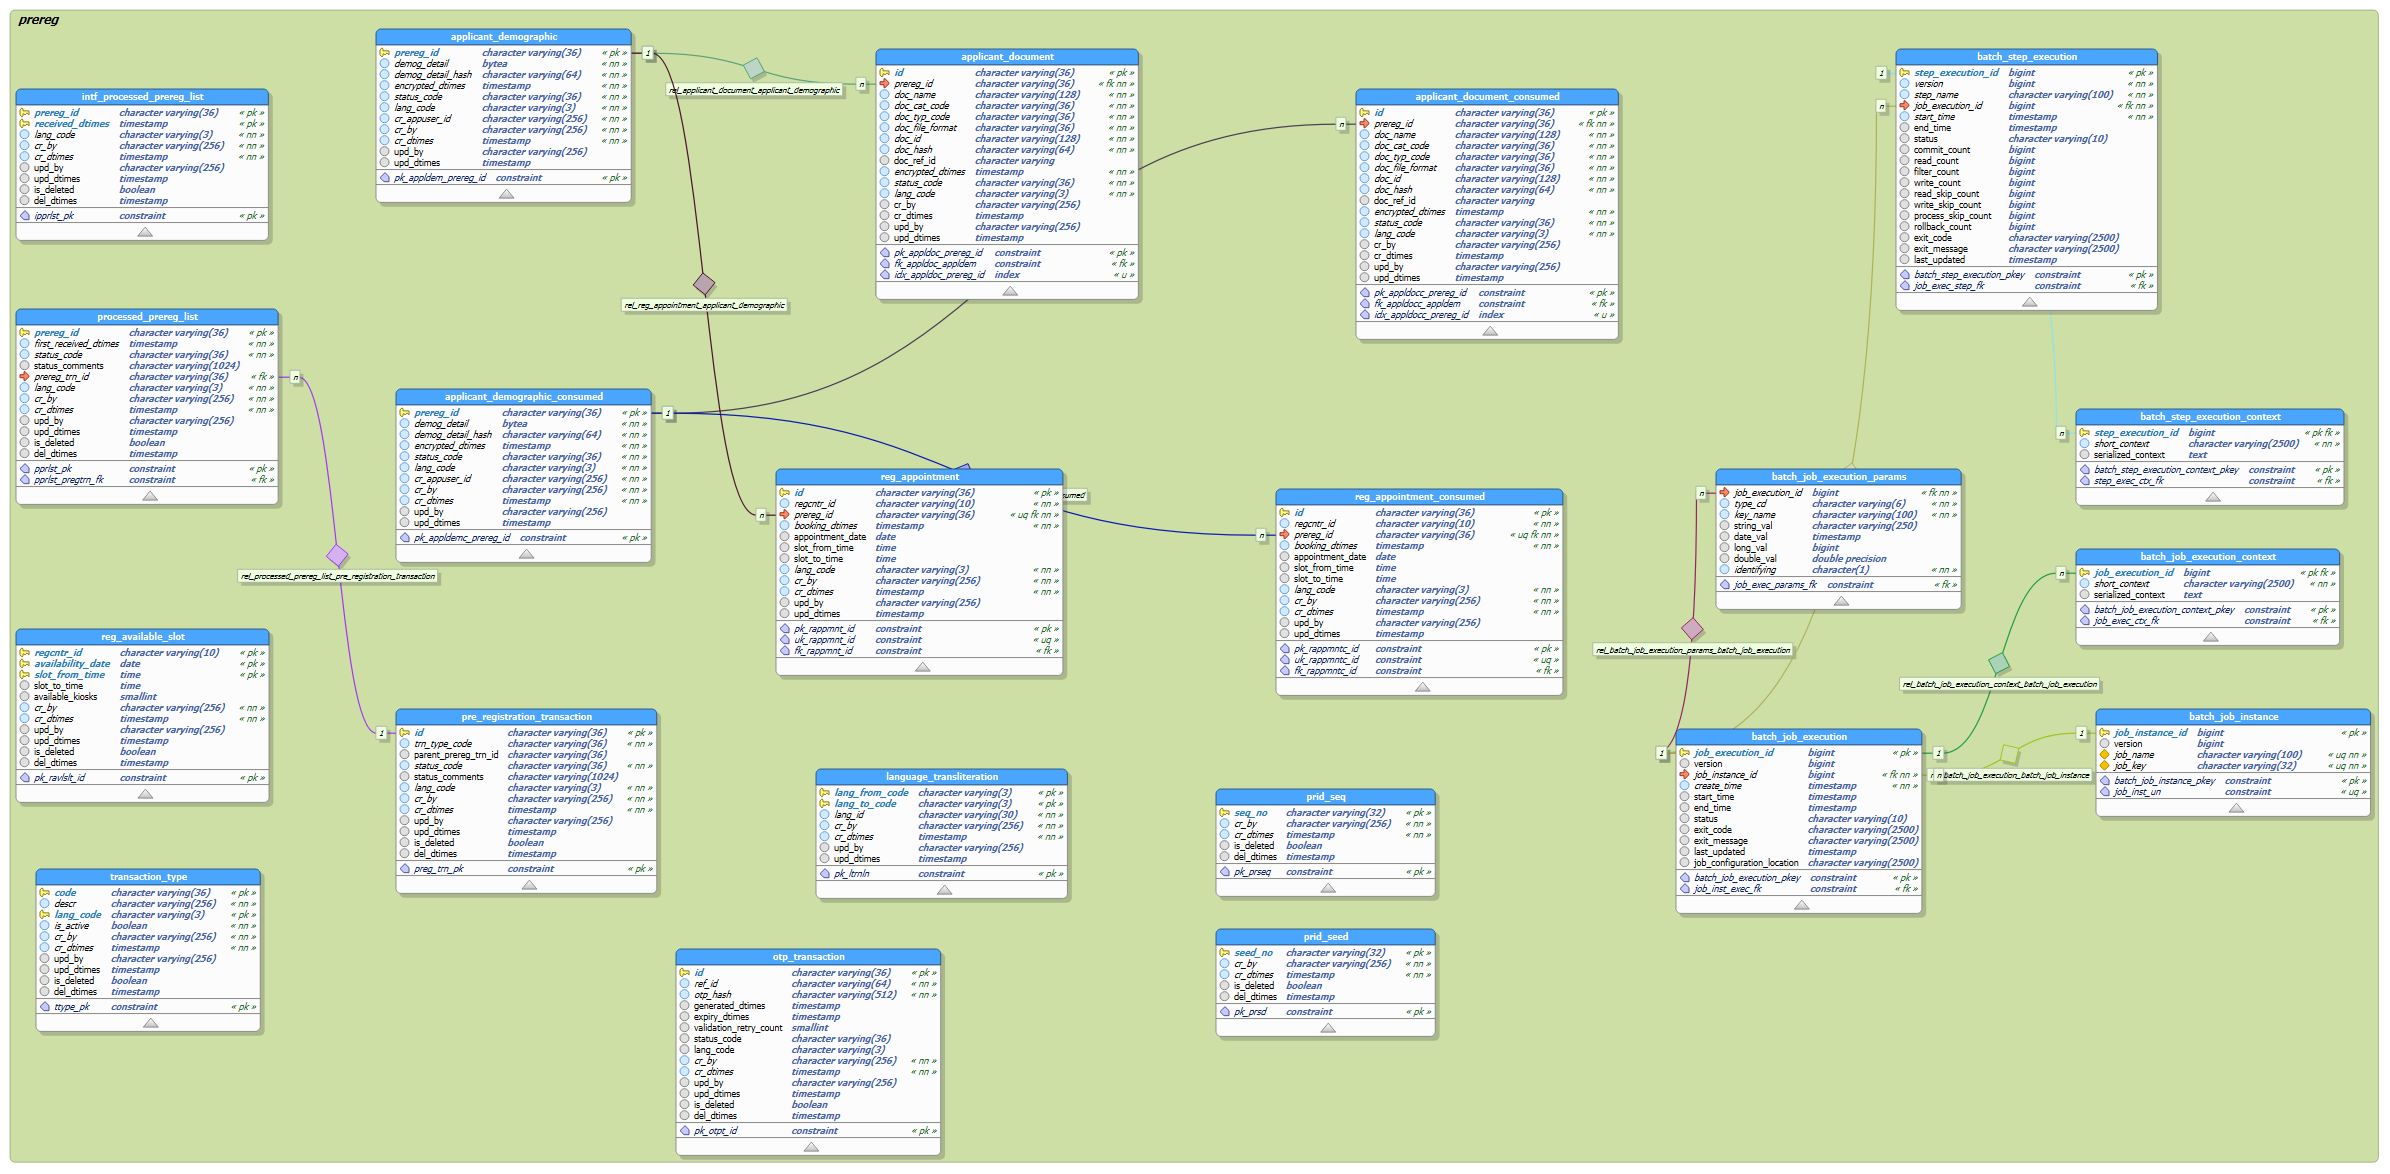 prereg
applicant_demographic
prereg_id character varying(36) « pk »
demog_detail bytea « nn »
demog_detail_hash character varying(64) « nn »
encrypted_dtimes timestamp « nn »
status_code character varying(36) « nn »
lang_code character varying(3) « nn »
cr_appuser_id character varying(256) « nn »
cr_by character varying(256) « nn »
cr_dtimes timestamp « nn »
upd_by character varying(256)
upd_dtimes timestamp
pk_appldem_prereg_id constraint « pk »
1
rel_applicant_document_applicant_demographic
n
applicant_document
id character varying(36) « pk »
prereg_id character varying(36) « fk nn »
doc_name character varying(128) « nn »
doc_cat_code character varying(36) « nn »
doc_typ_code character varying(36) « nn »
doc_file_format character varying(36) « nn »
doc_id character varying(128) « nn »
doc_hash character varying(64) « nn »
doc_ref_id character varying
encrypted_dtimes timestamp « nn »
status_code character varying(36) « nn »
lang_code character varying(3) « nn »
cr_by character varying(256)
cr_dtimes timestamp
upd_by character varying(256)
upd_dtimes timestamp
pk_appldoc_prereg_id constraint « pk »
fk_appldoc_appldem constraint « fk »
idx_appldoc_prereg_id index « u »
n
applicant_document_consumed
id character varying(36) « pk »
prereg_id character varying(36) « fk nn »
doc_name character varying(128) « nn »
doc_cat_code character varying(36) « nn »
doc_typ_code character varying(36) « nn »
doc_file_format character varying(36) « nn »
doc_id character varying(128) « nn »
doc_hash character varying(64) « nn »
doc_ref_id character varying
encrypted_dtimes timestamp « nn »
status_code character varying(36) « nn »
lang_code character varying(3) « nn »
cr_by character varying(256)
cr_dtimes timestamp
upd_by character varying(256)
upd_dtimes timestamp
pk_appldocc_prereg_id constraint « pk »
fk_appldocc_appldem constraint « fk »
idx_appldocc_prereg_id index « u »
1
n
batch_step_execution
step_execution_id bigint « pk »
version bigint « nn »
step_name character varying(100) « nn »
job_execution_id bigint « fk nn »
start_time timestamp « nn »
end_time timestamp
status character varying(10)
commit_count bigint
read_count bigint
filter_count bigint
write_count bigint
read_skip_count bigint
write_skip_count bigint
process_skip_count bigint
rollback_count bigint
exit_code character varying(2500)
exit_message character varying(2500)
last_updated timestamp
batch_step_execution_pkey constraint « pk »
job_exec_step_fk constraint « fk »
intf_processed_prereg_list
prereg_id character varying(36) « pk »
received_dtimes timestamp « pk »
lang_code character varying(3) « nn »
cr_by character varying(256) « nn »
cr_dtimes timestamp « nn »
upd_by character varying(256)
upd_dtimes timestamp
is_deleted boolean
del_dtimes timestamp
ipprlst_pk constraint « pk »
rel_reg_appointment_applicant_demographic
processed_prereg_list
prereg_id character varying(36) « pk »
first_received_dtimes timestamp « nn »
status_code character varying(36) « nn »
status_comments character varying(1024)
prereg_trn_id character varying(36) « fk »
lang_code character varying(3) « nn »
cr_by character varying(256) « nn »
cr_dtimes timestamp « nn »
upd_by character varying(256)
upd_dtimes timestamp
is_deleted boolean
del_dtimes timestamp
pprlst_pk constraint « pk »
pprlst_pregtrn_fk constraint « fk »
n
applicant_demographic_consumed
prereg_id character varying(36) « pk »
demog_detail bytea « nn »
demog_detail_hash character varying(64) « nn »
encrypted_dtimes timestamp « nn »
status_code character varying(36) « nn »
lang_code character varying(3) « nn »
cr_appuser_id character varying(256) « nn »
cr_by character varying(256) « nn »
cr_dtimes timestamp « nn »
upd_by character varying(256)
upd_dtimes timestamp
pk_appldemc_prereg_id constraint « pk »
1
n
reg_appointment
id character varying(36) « pk »
regcntr_id character varying(10) « nn »
prereg_id character varying(36) « uq fk nn »
booking_dtimes timestamp « nn »
appointment_date date
slot_from_time time
slot_to_time time
lang_code character varying(3) « nn »
cr_by character varying(256) « nn »
cr_dtimes timestamp « nn »
upd_by character varying(256)
upd_dtimes timestamp
pk_rappmnt_id constraint « pk »
uk_rappmnt_id constraint « uq »
fk_rappmnt_id constraint « fk »
sumed
n
reg_appointment_consumed
id character varying(36) « pk »
regcntr_id character varying(10) « nn »
prereg_id character varying(36) « uq fk nn »
booking_dtimes timestamp « nn »
appointment_date date
slot_from_time time
slot_to_time time
lang_code character varying(3) « nn »
cr_by character varying(256) « nn »
cr_dtimes timestamp « nn »
upd_by character varying(256)
upd_dtimes timestamp
pk_rappmntc_id constraint « pk »
uk_rappmntc_id constraint « uq »
fk_rappmntc_id constraint « fk »
n
batch_job_execution_params
job_execution_id bigint « fk nn »
type_cd character varying(6) « nn »
key_name character varying(100) « nn »
string_val character varying(250)
date_val timestamp
long_val bigint
double_val double precision
identifying character(1) « nn »
job_exec_params_fk constraint « fk »
rel_batch_job_execution_params_batch_job_execution
n
batch_step_execution_context
step_execution_id bigint « pk fk »
short_context character varying(2500) « nn »
serialized_context text
batch_step_execution_context_pkey constraint « pk »
step_exec_ctx_fk constraint « fk »
n
batch_job_execution_context
job_execution_id bigint « pk fk »
short_context character varying(2500) « nn »
serialized_context text
batch_job_execution_context_pkey constraint « pk »
job_exec_ctx_fk constraint « fk »
rel_batch_job_execution_context_batch_job_execution
rel_processed_prereg_list_pre_registration_transaction
reg_available_slot
regcntr_id character varying(10) « pk »
availability_date date « pk »
slot_from_time time « pk »
slot_to_time time
available_kiosks smallint
cr_by character varying(256) « nn »
cr_dtimes timestamp « nn »
upd_by character varying(256)
upd_dtimes timestamp
is_deleted boolean
del_dtimes timestamp
pk_ravlslt_id constraint « pk »
1
pre_registration_transaction
id character varying(36) « pk »
trn_type_code character varying(36) « nn »
parent_prereg_trn_id character varying(36)
status_code character varying(36) « nn »
status_comments character varying(1024)
lang_code character varying(3) « nn »
cr_by character varying(256) « nn »
cr_dtimes timestamp « nn »
upd_by character varying(256)
upd_dtimes timestamp
is_deleted boolean
del_dtimes timestamp
preg_trn_pk constraint « pk »
language_transliteration
lang_from_code character varying(3) « pk »
lang_to_code character varying(3) « pk »
lang_id character varying(30) « nn »
cr_by character varying(256) « nn »
cr_dtimes timestamp « nn »
upd_by character varying(256)
upd_dtimes timestamp
pk_ltrnln constraint « pk »
prid_seq
seq_no character varying(32) « pk »
cr_by character varying(256) « nn »
cr_dtimes timestamp « nn »
is_deleted boolean
del_dtimes timestamp
pk_prseq constraint « pk »
1
batch_job_execution
job_execution_id bigint « pk »
version bigint
job_instance_id bigint « fk nn »
create_time timestamp « nn »
start_time timestamp
end_time timestamp
status character varying(10)
exit_code character varying(2500)
exit_message character varying(2500)
last_updated timestamp
job_configuration_location character varying(2500)
batch_job_execution_pkey constraint « pk »
job_inst_exec_fk constraint « fk »
1
n
batch_job_execution_batch_job_instance
1
batch_job_instance
job_instance_id bigint « pk »
version bigint
job_name character varying(100) « uq nn »
job_key character varying(32) « uq nn »
batch_job_instance_pkey constraint « pk »
job_inst_un constraint « uq »
transaction_type
code character varying(36) « pk »
descr character varying(256) « nn »
lang_code character varying(3) « pk »
is_active boolean « nn »
cr_by character varying(256) « nn »
cr_dtimes timestamp « nn »
upd_by character varying(256)
upd_dtimes timestamp
is_deleted boolean
del_dtimes timestamp
ttype_pk constraint « pk »
otp_transaction
id character varying(36) « pk »
ref_id character varying(64) « nn »
otp_hash character varying(512) « nn »
generated_dtimes timestamp
expiry_dtimes timestamp
validation_retry_count smallint
status_code character varying(36)
lang_code character varying(3)
cr_by character varying(256) « nn »
cr_dtimes timestamp « nn »
upd_by character varying(256)
upd_dtimes timestamp
is_deleted boolean
del_dtimes timestamp
pk_otpt_id constraint « pk »
prid_seed
seed_no character varying(32) « pk »
cr_by character varying(256) « nn »
cr_dtimes timestamp « nn »
is_deleted boolean
del_dtimes timestamp
pk_prsd constraint « pk »